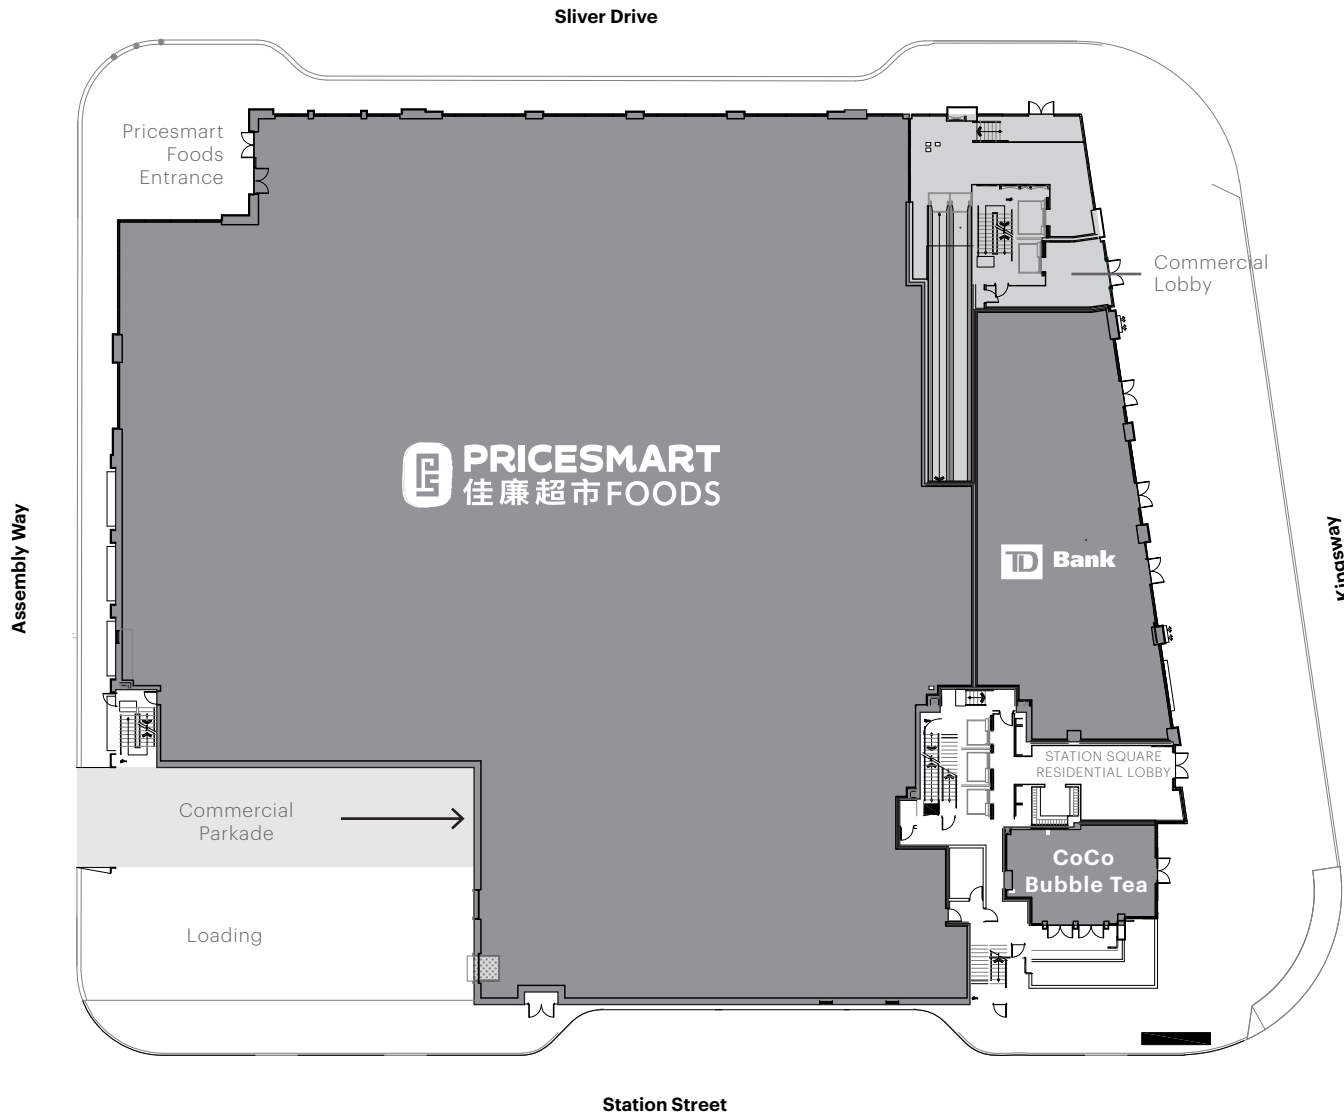 Sliver Drive
Pricesmart
Foods
Entrance
Commercial
Lobby
PRICESMART
佳廉超市FOODS
Assembly Way
Kingsway
TD Bank
STATION SQUARE
RESIDENTIAL LOBBY
Commercial
Parkade
CoCo
Bubble Tea
Loading
Station Street